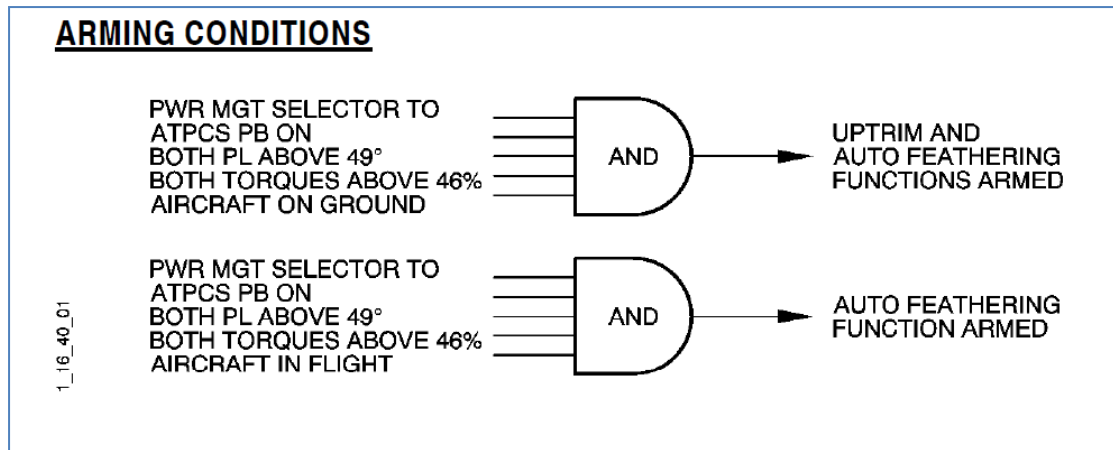 ARMING CONDITIONS
PWR MGT SELECTOR TO
ATPCS PB ON
BOTH PL ABOVE 49°
BOTH TORQUES ABOVE 46%
AIRCRAFT ON GROUND
AND
UPTRIM AND
AUTO FEATHERING
FUNCTIONS ARMED
PWR MGT SELECTOR TO
ATPCS PB ON
BOTH PL ABOVE 49°
BOTH TORQUES ABOVE 46%
AIRCRAFT IN FLIGHT
AND
AUTO FEATHERING
FUNCTION ARMED
1_16_40_01